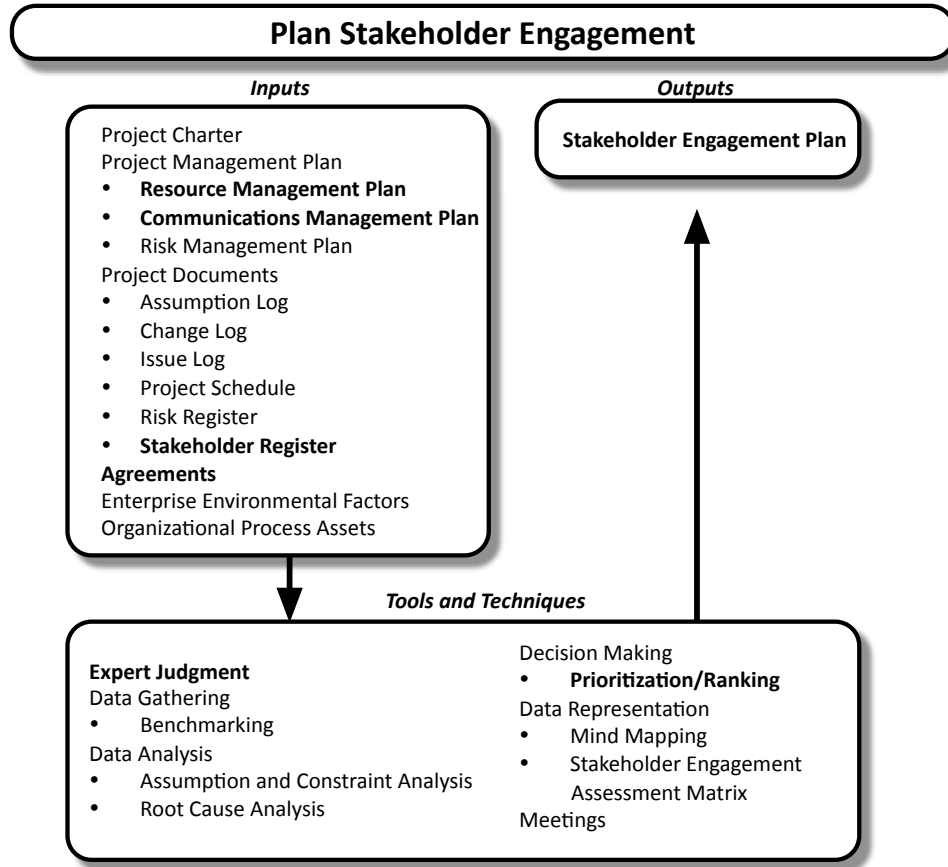 Plan Stakeholder Engagement
Inputs
Project Charter
Project Management Plan
• Resource Management Plan
• Communications Management Plan
• Risk Management Plan
Project Documents
• Assumption Log
• Change Log
• Issue Log
• Project Schedule
• Risk Register
• Stakeholder Register
Agreements
Enterprise Environmental Factors
Organizational Process Assets
Outputs
Stakeholder Engagement Plan
Tools and Techniques
Expert Judgment
Data Gathering
• Benchmarking
Data Analysis
• Assumption and Constraint Analysis
• Root Cause Analysis
Decision Making
• Prioritization/Ranking
Data Representation
• Mind Mapping
• Stakeholder Engagement
Assessment Matrix
Meetings